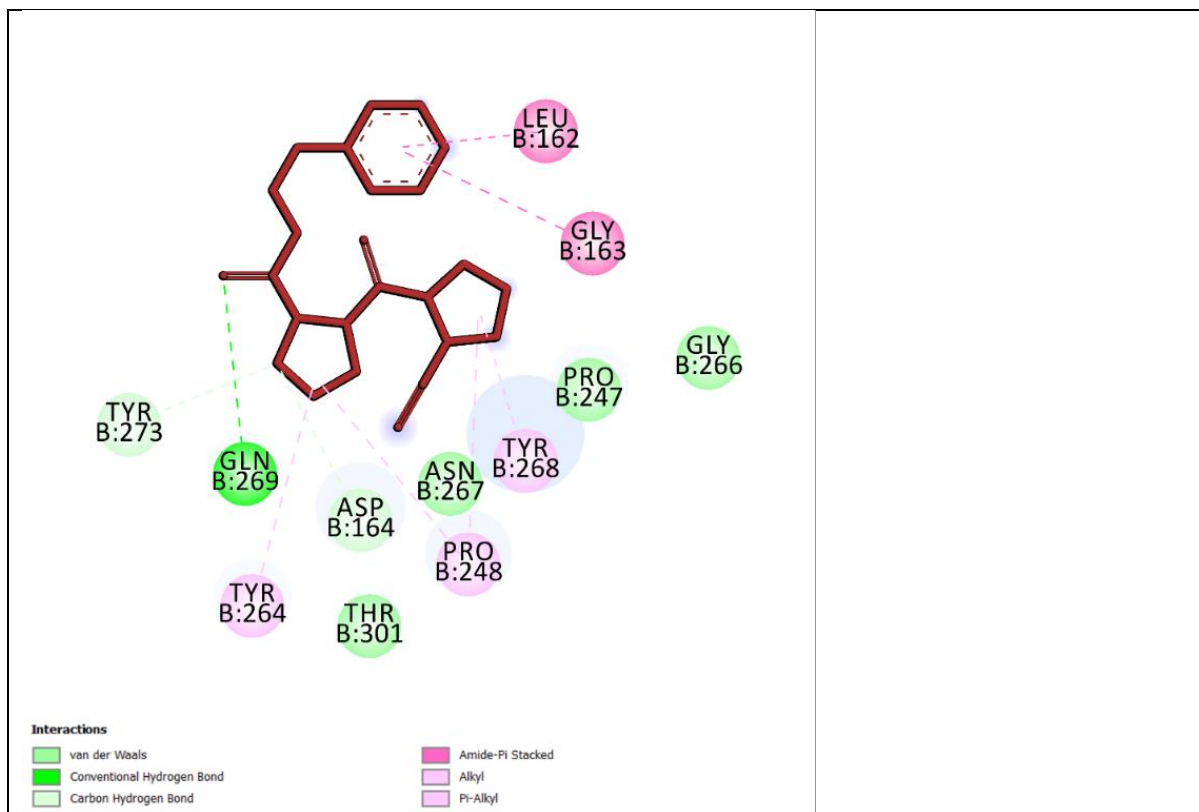 LEU
B:162
GLY
B:163
GLY
B:266
PRO
B:247
TYR
B:273
TYR
B:268
GLN
B:269
ASN
B:267
ASP
B:164
PRO
B:248
TYR
B:264
THR
B:301
Interactions
van der Waals
Conventional Hydrogen Bond
Carbon Hydrogen Bond
Amide-Pi Stacked
Alkyl
Pi-Alkyl